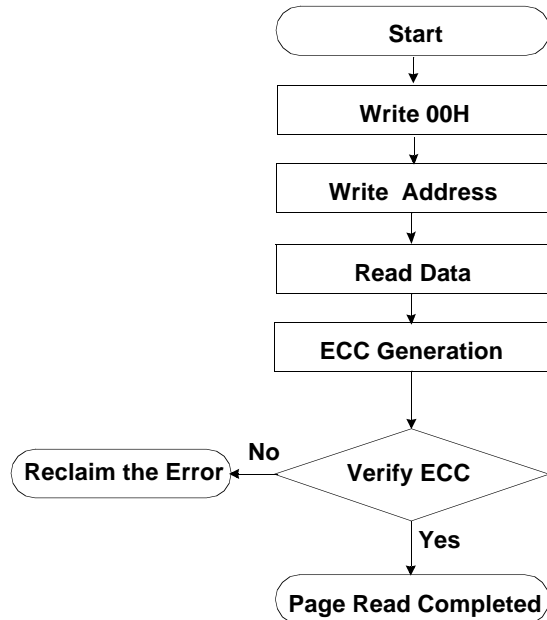 Start
Write 00H
Write Address
Read Data
ECC Generation
No
Reclaim the Error
Verify ECC
Yes
Page Read Completed